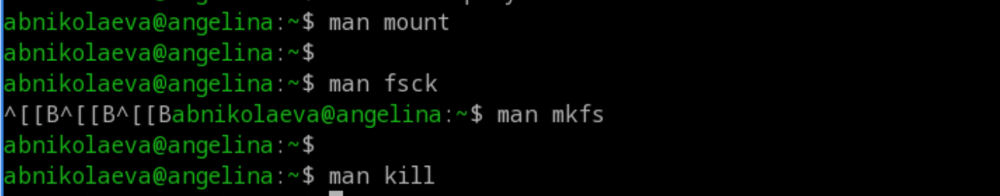 abnikolaeva@angelina:~$ man mount
abnikolaeva@angelina:~$
abnikolaeva@angelina:~$ man fsck
^[[B^[[B^[[Babnikolaeva@angelina:~$ man mkfs
abnikolaeva@angelina:~$
abnikolaeva@angelina:~$ man kill